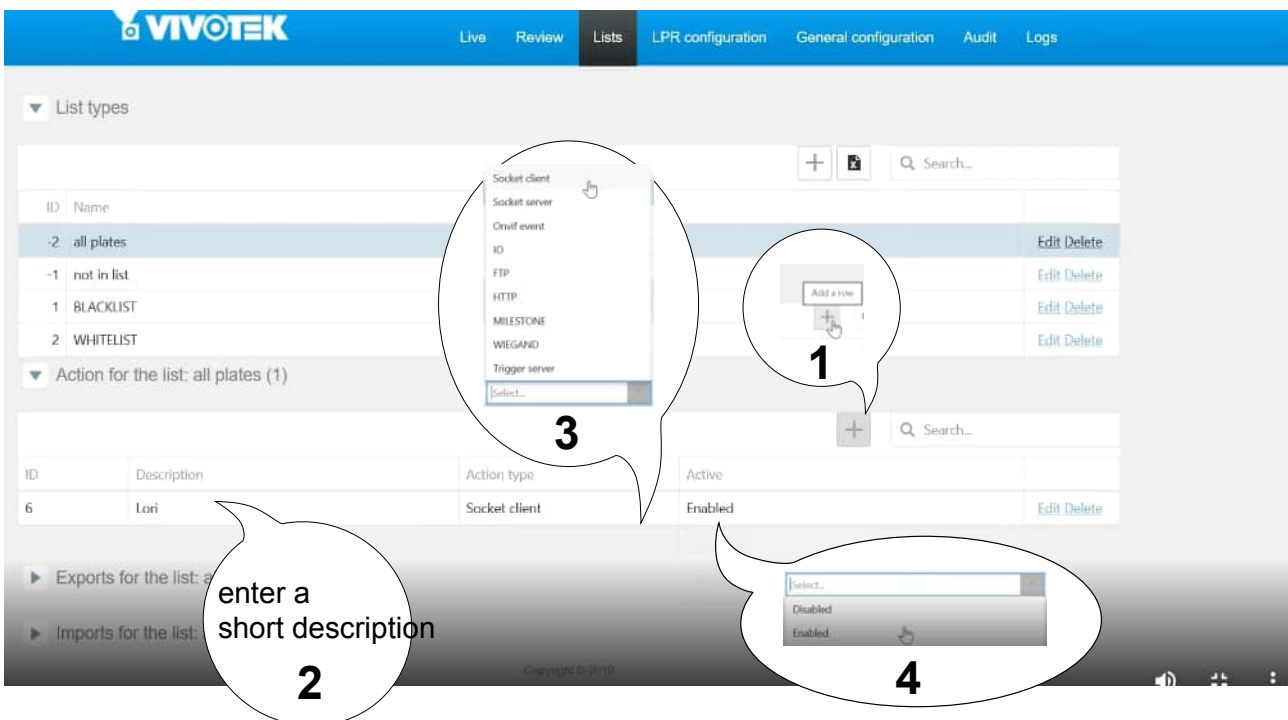 VIVOTEK
Live Review Lists LPR configuration General configuration Audit Logs
List types
Search...
ID Name
-2 all plates Edit Delete
-1 not in list Edit Delete
1 BLACKLIST Edit Delete
2 WHITELIST Edit Delete
Socket client
Socket server
Onvif event
IO
FTP
HTTP
MILESTONE
WIEGAND
Trigger server
Select...
3
Add a row
1
Action for the list: all plates (1)
Search...
ID Description Action type Active
6 Lori Socket client Enabled Edit Delete
Exports for the list: a
Imports for the list:
enter a
short description
2
Select...
Disabled
Enabled
4
Copyright © 2019